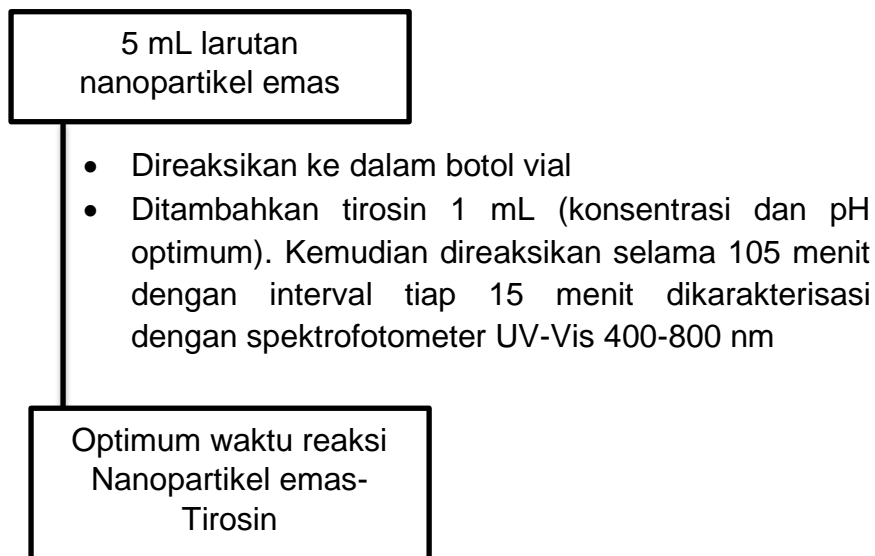 5 mL larutan
nanopartikel emas
• Direaksikan ke dalam botol vial
• Ditambahkan tirosin 1 mL (konsentrasi dan pH
optimum). Kemudian direaksikan selama 105 menit
dengan interval tiap 15 menit dikarakterisasi
dengan spektrofotometer UV-Vis 400-800 nm
Optimum waktu reaksi
Nanopartikel emas-
Tirosin